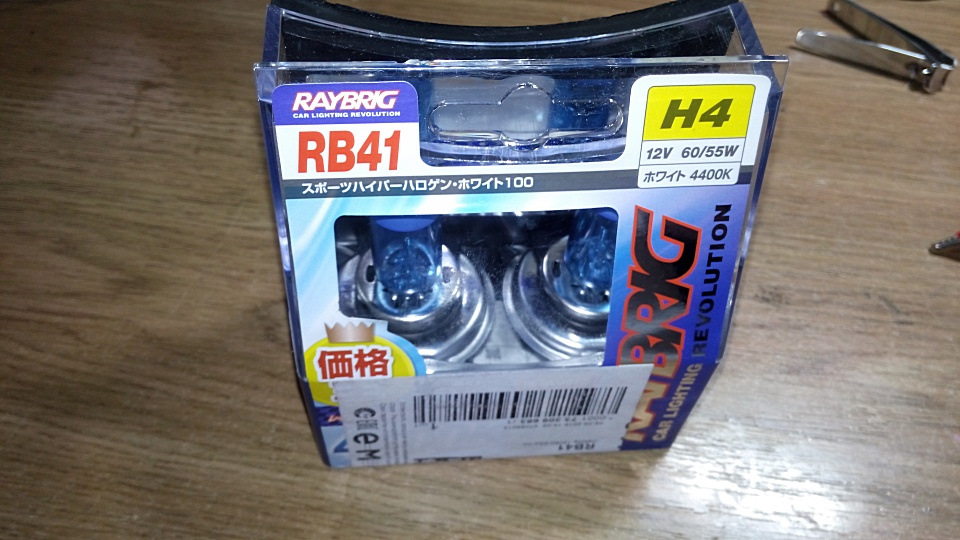 RAYBRIG
CAR LIGHTING REVOLUTION
RB41
スポーツハイパーハロゲン・ホワイト100
H4
12V 60/55W
ホワイト 4400K
RAYBRIG
CAR LIGHTING REVOLUTION
価格
RB41